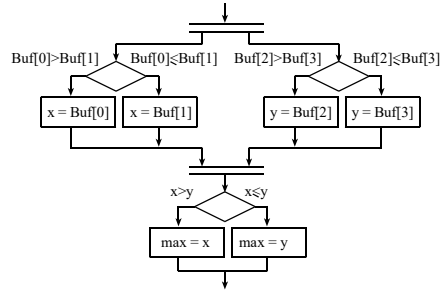 Buf[0]>Buf[1] Buf[0]⩽Buf[1] Buf[2]>Buf[3] Buf[2]⩽Buf[3]
x = Buf[0] x = Buf[1] y = Buf[2] y = Buf[3]
x>y x⩽y
max = x max = y